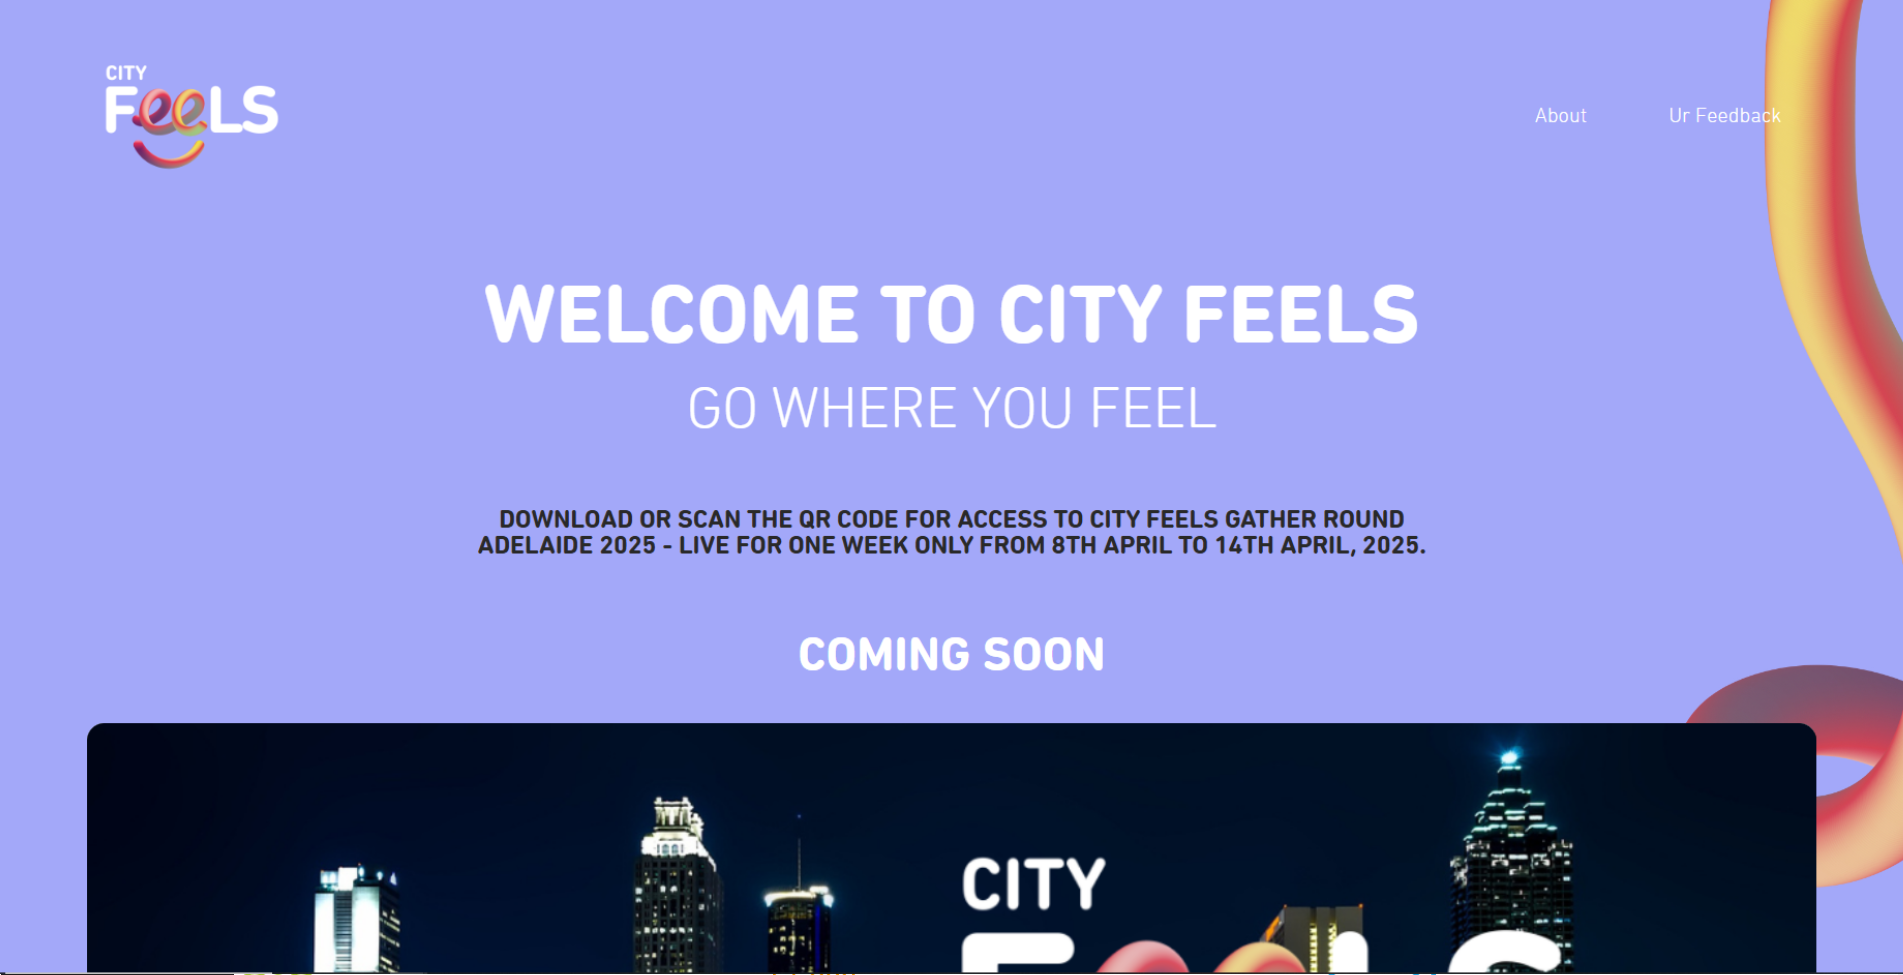 CITY
FeeLS
About
Ur Feedback
WELCOME TO CITY FEELS
GO WHERE YOU FEEL
DOWNLOAD OR SCAN THE QR CODE FOR ACCESS TO CITY FEELS GATHER ROUND
ADELAIDE 2025 - LIVE FOR ONE WEEK ONLY FROM 8TH APRIL TO 14TH APRIL, 2025.
COMING SOON
CITY